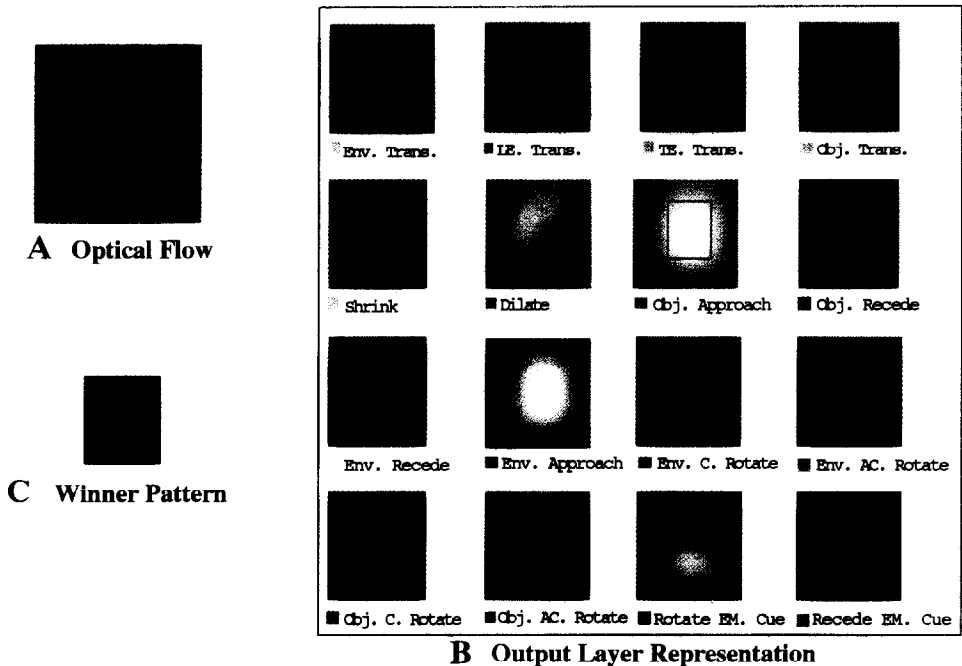 Env. Trans. LE. Trans. TE. Trans. Obj. Trans.
A Optical Flow
Shrink Dilate Obj. Approach Obj. Recede
Env. Recede Env. Approach Env. C. Rotate Env. AC. Rotate
C Winner Pattern
Obj. C. Rotate Obj. AC. Rotate Rotate EM. Cue Recede EM. Cue
B Output Layer Representation